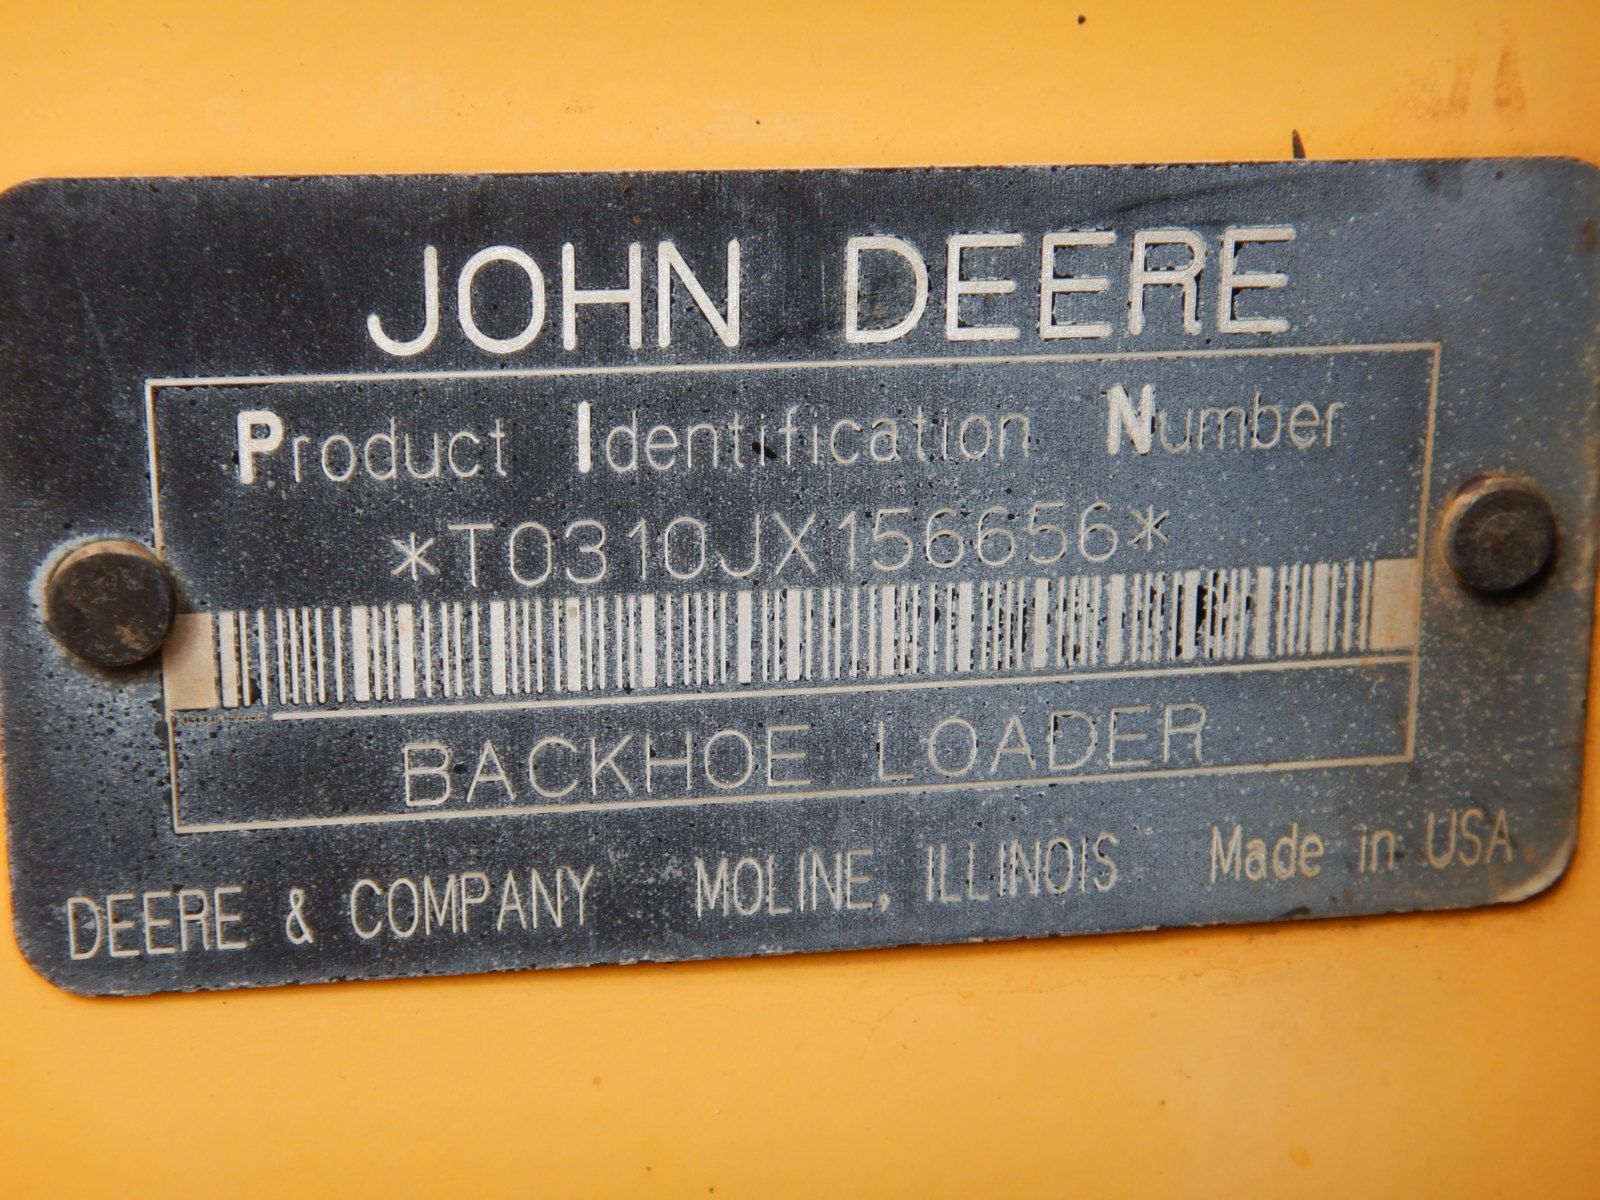 JOHN DEERE
Product Identification Number
*T0310JX156656*
BACKHOE LOADER
DEERE & COMPANY MOLINE, ILLINOIS Made in USA